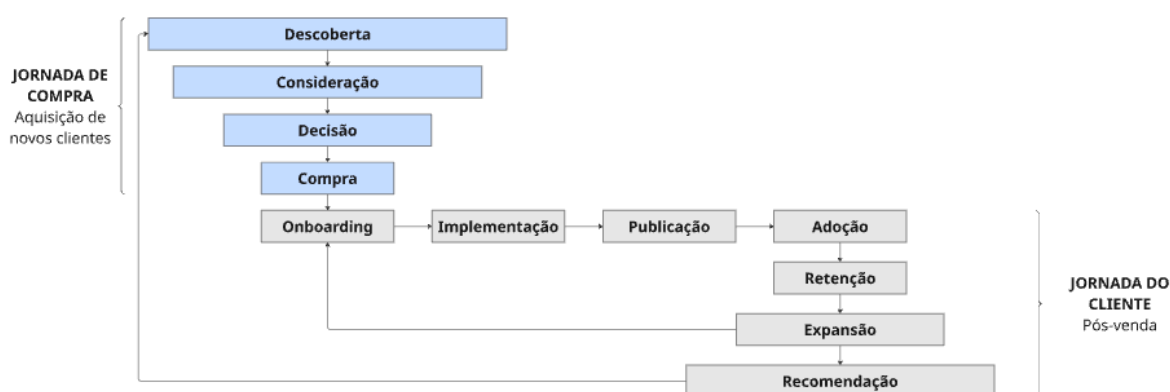 Descoberta
JORNADA DE
COMPRA
Aquisição de
novos clientes
Consideração
Decisão
Compra
Onboarding
Implementação
Publicação
Adoção
Retenção
Expansão
Recomendação
JORNADA DO
CLIENTE
Pós-venda